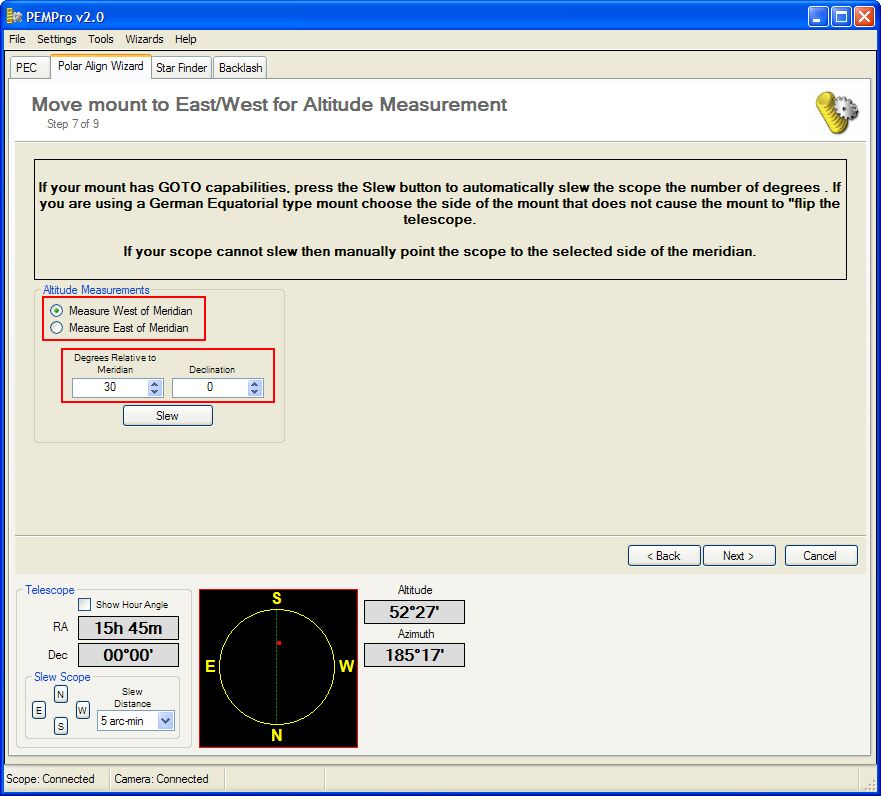 PEMPro v2.0
File Settings Tools Wizards Help
PEC Polar Align Wizard Star Finder Backlash
Move mount to East/West for Altitude Measurement
Step 7 of 9
If your mount has GOTO capabilities, press the Slew button to automatically slew the scope the number of degrees . If
you are using a German Equatorial type mount choose the side of the mount that does not cause the mount to "flip the
telescope.
If your scope cannot slew then manually point the scope to the selected side of the meridian.
Altitude Measurements
Measure West of Meridian
Measure East of Meridian
Degrees Relative to
Meridian
Declination
30
0
Slew
< Back Next > Cancel
Telescope
Show Hour Angle
RA 15h 45m
Dec 00°00'
Slew Scope
N
E
W
S
Slew
Distance
5 arc-min
S
E
W
N
Altitude
52°27'
Azimuth
185°17'
Scope: Connected Camera: Connected